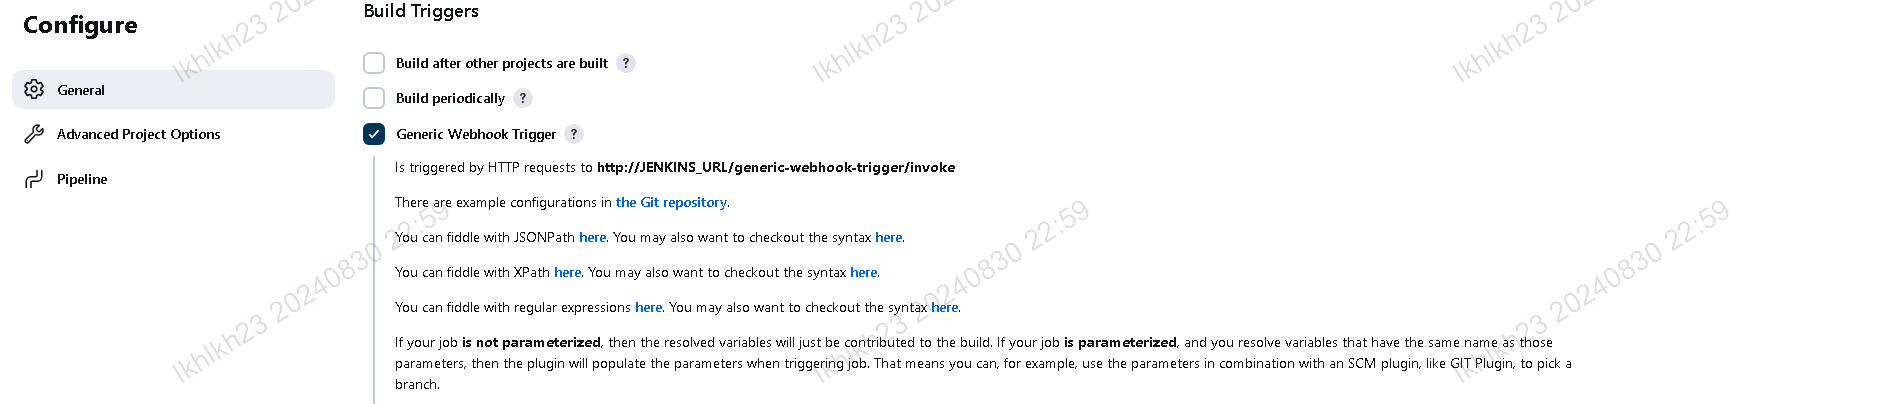 Configure
General
Advanced Project Options
Pipeline
Build Triggers
Build after other projects are built ?
Build periodically ?
Generic Webhook Trigger ?
Is triggered by HTTP requests to http://JENKINS_URL/generic-webhook-trigger/invoke
There are example configurations in the Git repository.
You can fiddle with JSONPath here. You may also want to checkout the syntax here.
You can fiddle with XPath here. You may also want to checkout the syntax here.
You can fiddle with regular expressions here. You may also want to checkout the syntax here.
If your job is not parameterized, then the resolved variables will just be contributed to the build. If your job is parameterized, and you resolve variables that have the same name as those
parameters, then the plugin will populate the parameters when triggering job. That means you can, for example, use the parameters in combination with an SCM plugin, like GIT Plugin, to pick a
branch.
lkhlkh23 20240830 22:59
lkhlkh23 20240830 22:59
lkhlkh23 20240830 22:59